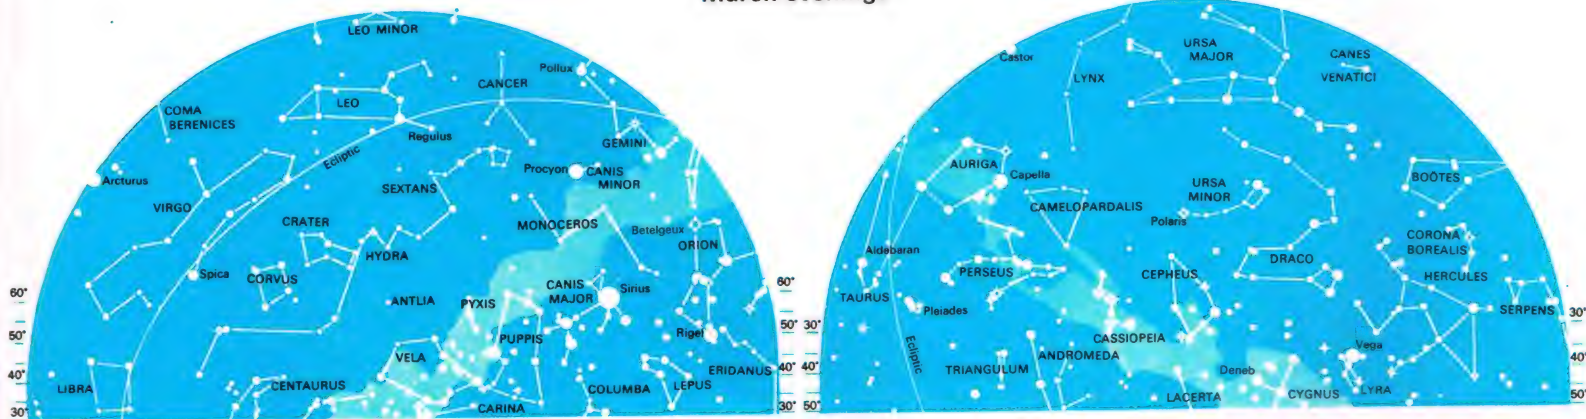 LEO MINOR
Pollux
CANCER
LEO
COMA
BERENICES
Regulus
GEMINI
Ecliptic
Procyon
CANIS
MINOR
Arcturus
SEXTANS
VIRGO
CRATER
MONOCEROS
Betelgeux
ORION
HYDRA
Spica
CORVUS
CANIS
MAJOR
Sirius
60°
60°
ANTLIA
PYXIS
50°
50°
PUPPIS
Rigel
VELA
40°
40°
LIBRA
CENTAURUS
COLUMBA
LEPUS
ERIDANUS
30°
30°
CARINA
Castor
URSA
MAJOR
CANES
VENATICI
LYNX
AURIGA
Capella
BOÖTES
URSA
MINOR
CAMELOPARDALIS
Polaris
CORONA
BOREALIS
Aldebaran
PERSEUS
CEPHEUS
DRACO
HERCULES
TAURUS
Pleiades
SERPENS
30°
30°
CASSIOPEIA
Ecliptic
ANDROMEDA
Vega
40°
40°
TRIANGULUM
Deneb
CYGNUS
LYRA
LACERTA
50°
50°